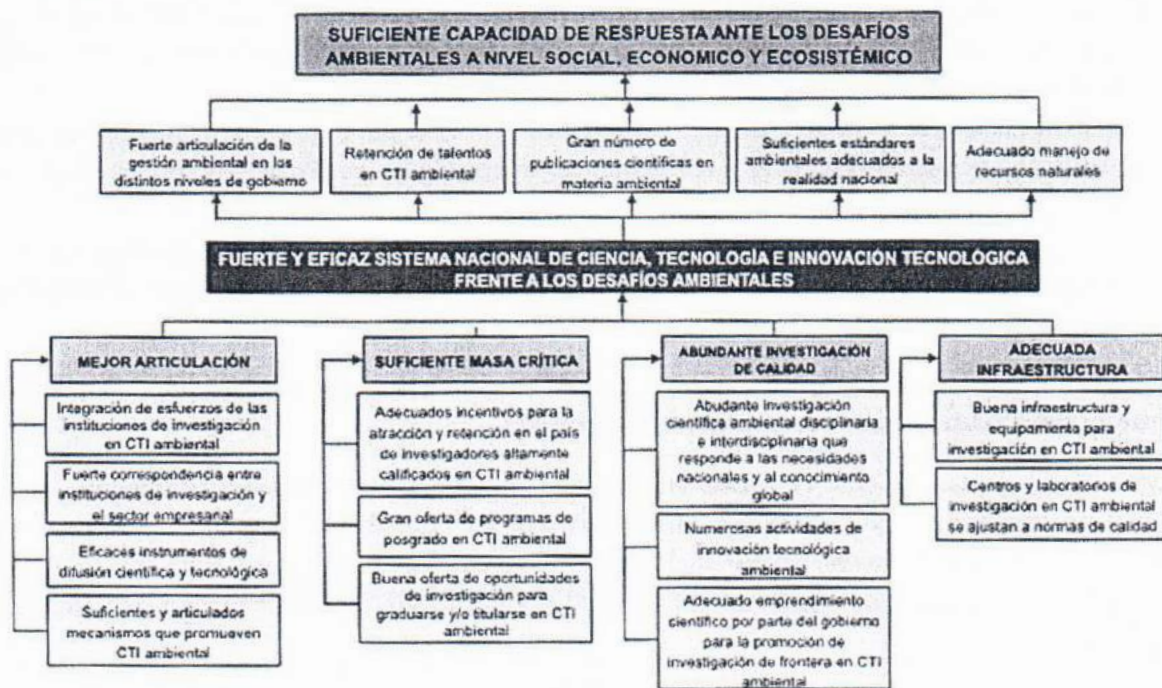 SUFICIENTE CAPACIDAD DE RESPUESTA ANTE LOS DESAFÍOS
AMBIENTALES A NIVEL SOCIAL, ECONOMICO Y ECOSISTÉMICO
Fuerte articulación de la
gestión ambiental en los
distintos niveles de gobierno
Retención de talentos
en CTI ambiental
Gran número de
publicaciones científicas en
materia ambiental
Suficientes estándares
ambientales adecuados a la
realidad nacional
Adecuado manejo de
recursos naturales
FUERTE Y EFICAZ SISTEMA NACIONAL DE CIENCIA, TECNOLOGÍA E INNOVACIÓN TECNOLÓGICA
FRENTE A LOS DESAFÍOS AMBIENTALES
MEJOR ARTICULACIÓN
Integración de esfuerzos de las
instituciones de investigación
en CTI ambiental
Fuerte correspondencia entre
instituciones de investigación y
el sector empresarial
Eficaces instrumentos de
difusión científica y tecnológica
Suficientes y articulados
mecanismos que promueven
CTI ambiental
SUFICIENTE MASA CRÍTICA
Adecuados incentivos para la
atracción y retención en el país
de investigadores altamente
calificados en CTI ambiental
Gran oferta de programas de
posgrado en CTI ambiental
Buena oferta de oportunidades
de investigación para
graduarse y/o titularse en CTI
ambiental
ABUNDANTE INVESTIGACIÓN
DE CALIDAD
Abudante investigación
científica ambiental disciplinaria
e interdisciplinaria que
responde a las necesidades
nacionales y al conocimiento
global
Numerosas actividades de
innovación tecnológica
ambiental
Adecuado emprendimiento
científico por parte del gobierno
para la promoción de
investigación de frontera en CTI
ambiental
ADECUADA
INFRAESTRUCTURA
Buena infraestructura y
equipamiento para
investigación en CTI ambiental
Centros y laboratorios de
investigación en CTI ambiental
se ajustan a normas de calidad